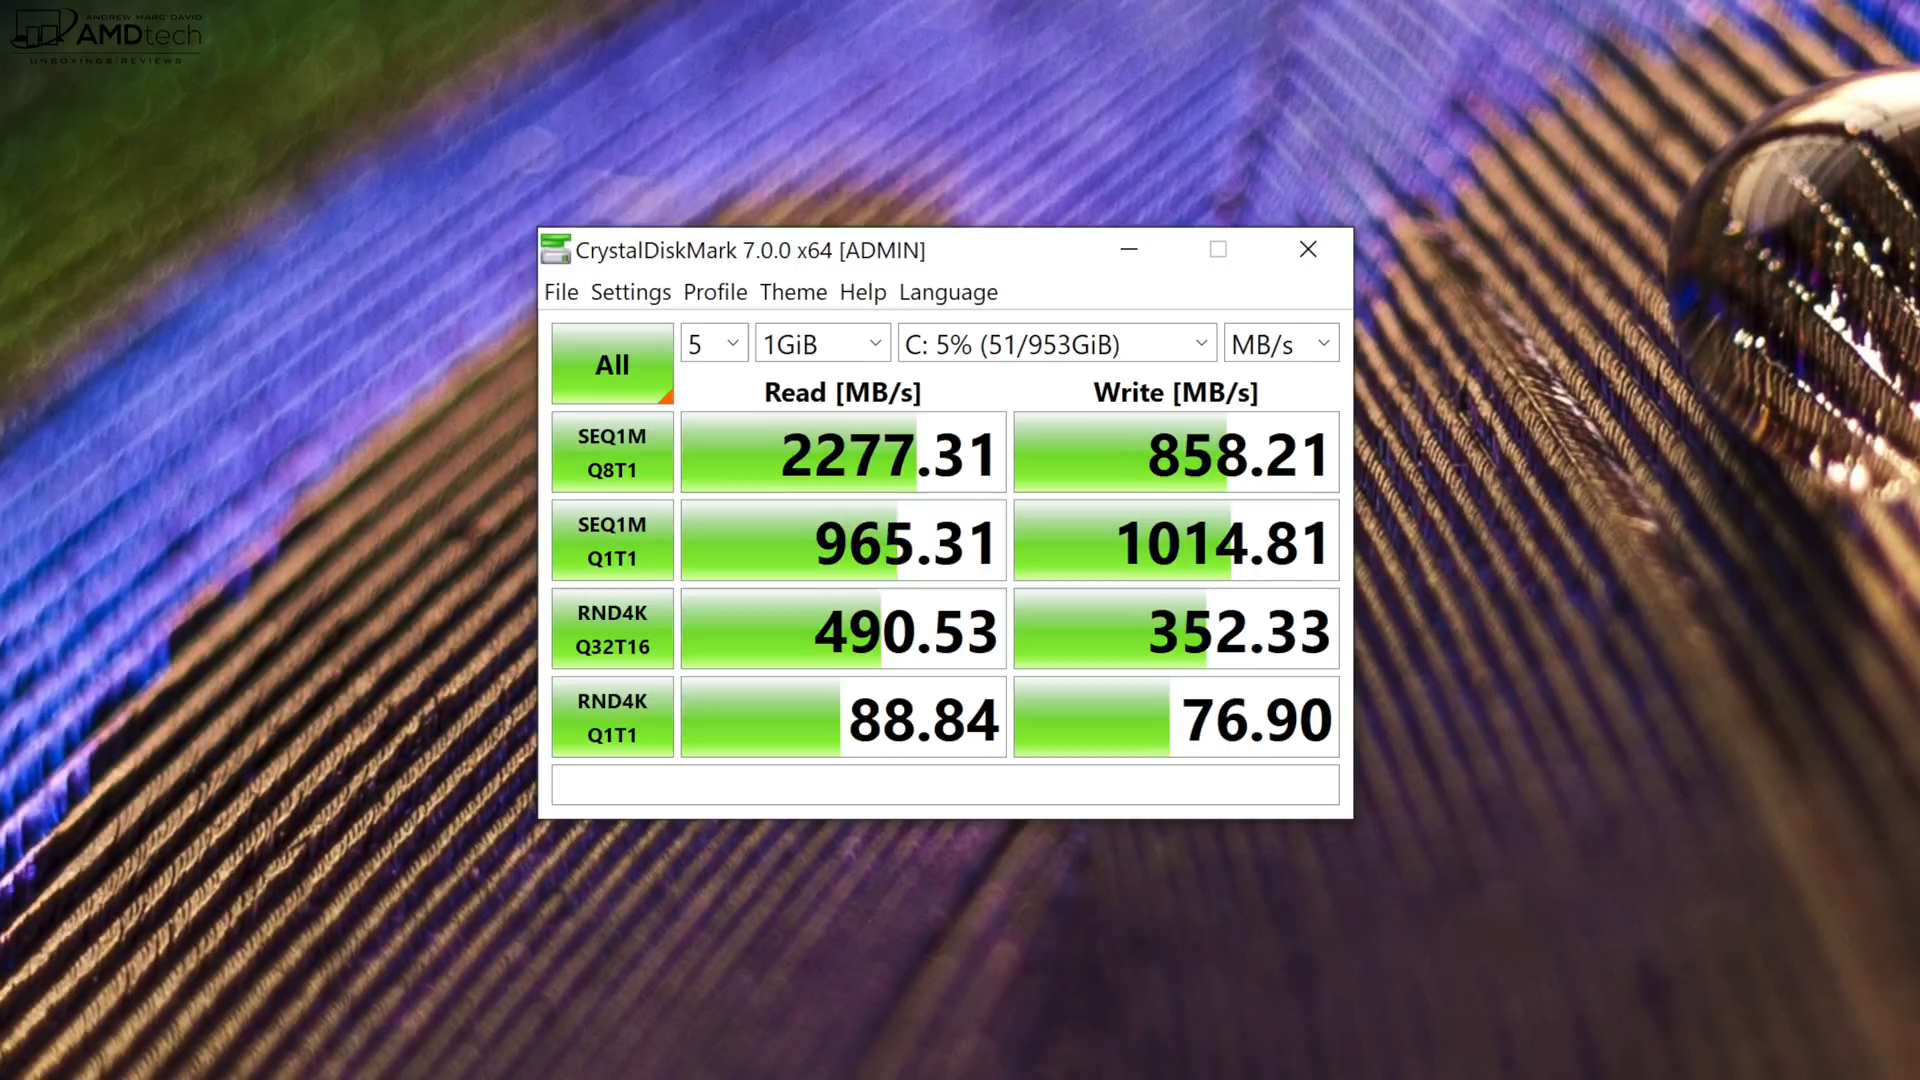 ANDREW MARC DAVID
AMDtech
UNBOXINGS/REVIEWS
CrystalDiskMark 7.0.0 x64 [ADMIN]
File Settings Profile Theme Help Language
All
5 1GiB C: 5% (51/953GiB) MB/s
Read [MB/s] Write [MB/s]
SEQ1M
Q8T1
2277.31 858.21
SEQ1M
Q1T1
965.31 1014.81
RND4K
Q32T16
490.53 352.33
RND4K
Q1T1
88.84 76.90